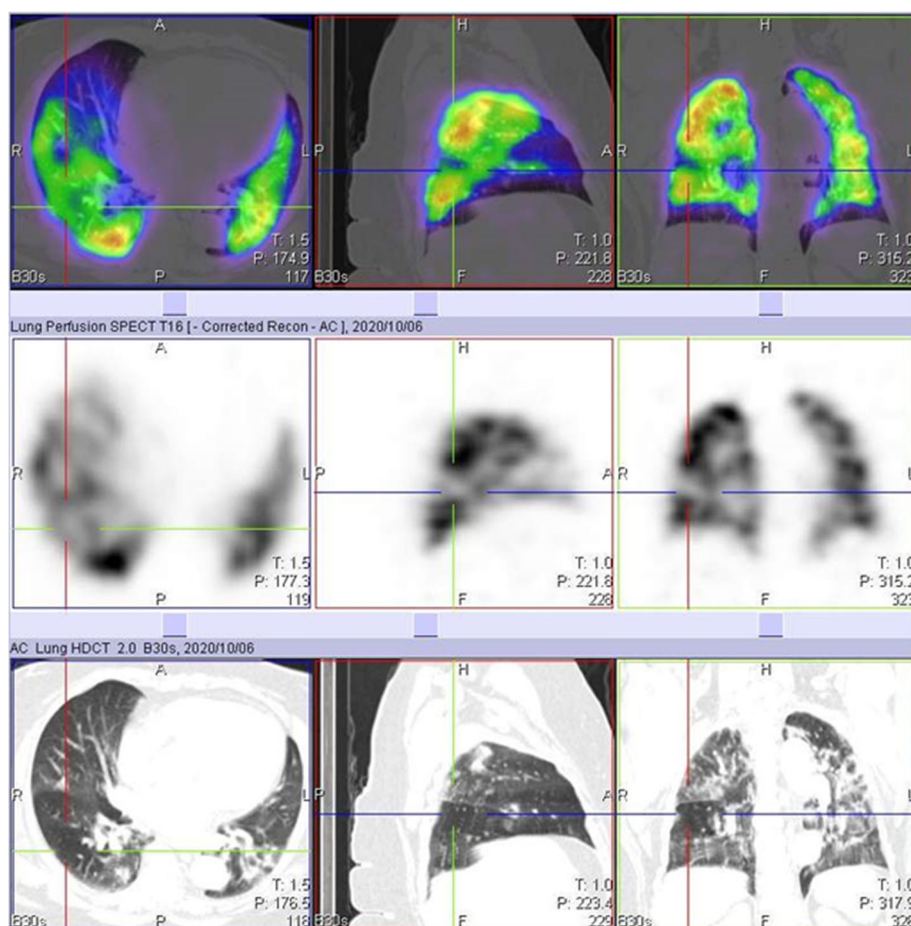 A
H
H
R
L
P
A
R
L
T: 1.5
P: 174.9
T: 1.0
P: 221.8
T: 1.0
P: 315.2
B30s
P
117
B30s
F
228
B30s
F
323
Lung Perfusion SPECT T16 [ - Corrected Recon - AC ], 2020/10/06
A
H
H
R
L
P
A
R
L
T: 1.5
P: 177.3
T: 1.0
P: 221.8
T: 1.0
P: 315.2
P
119
F
228
F
323
AC Lung HDCT 2.0 B30s, 2020/10/06
A
H
H
R
L
P
A
R
L
T: 1.5
P: 176.5
T: 1.0
P: 223.4
T: 1.0
P: 317.9
B30s
P
118
B30s
F
229
B30s
F